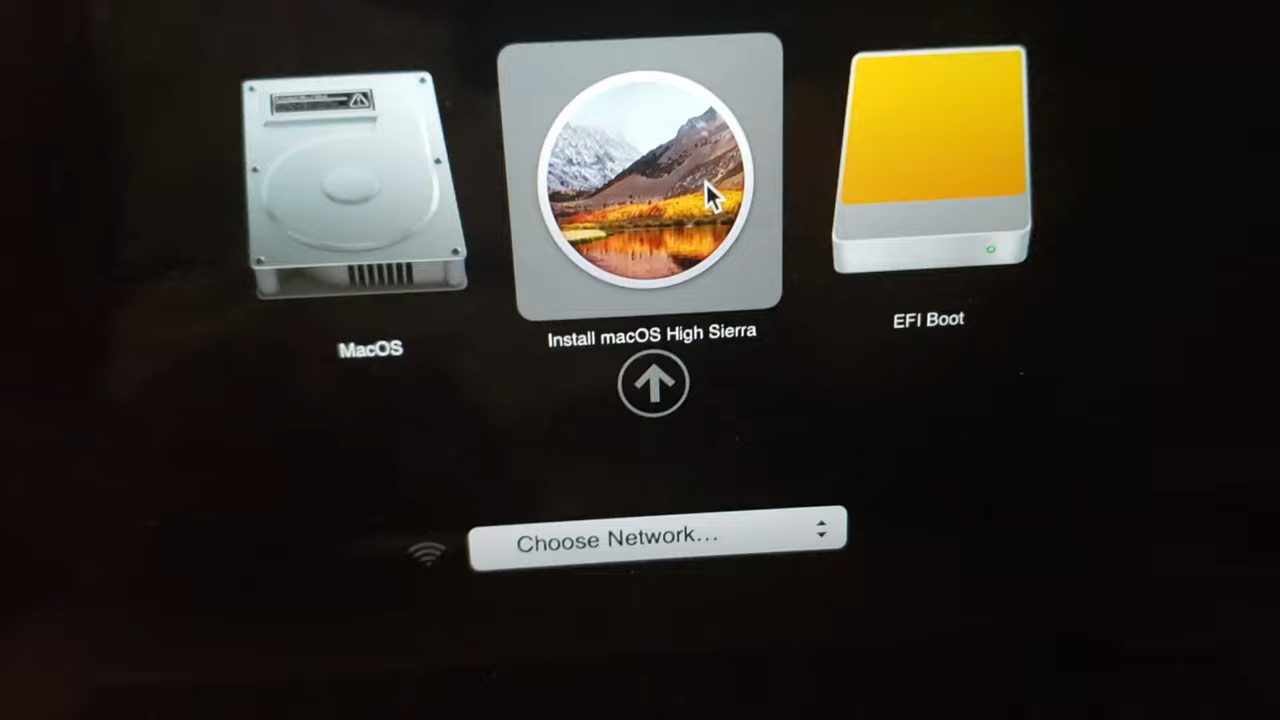 MacOS
Install macOS High Sierra
EFI Boot
Choose Network...